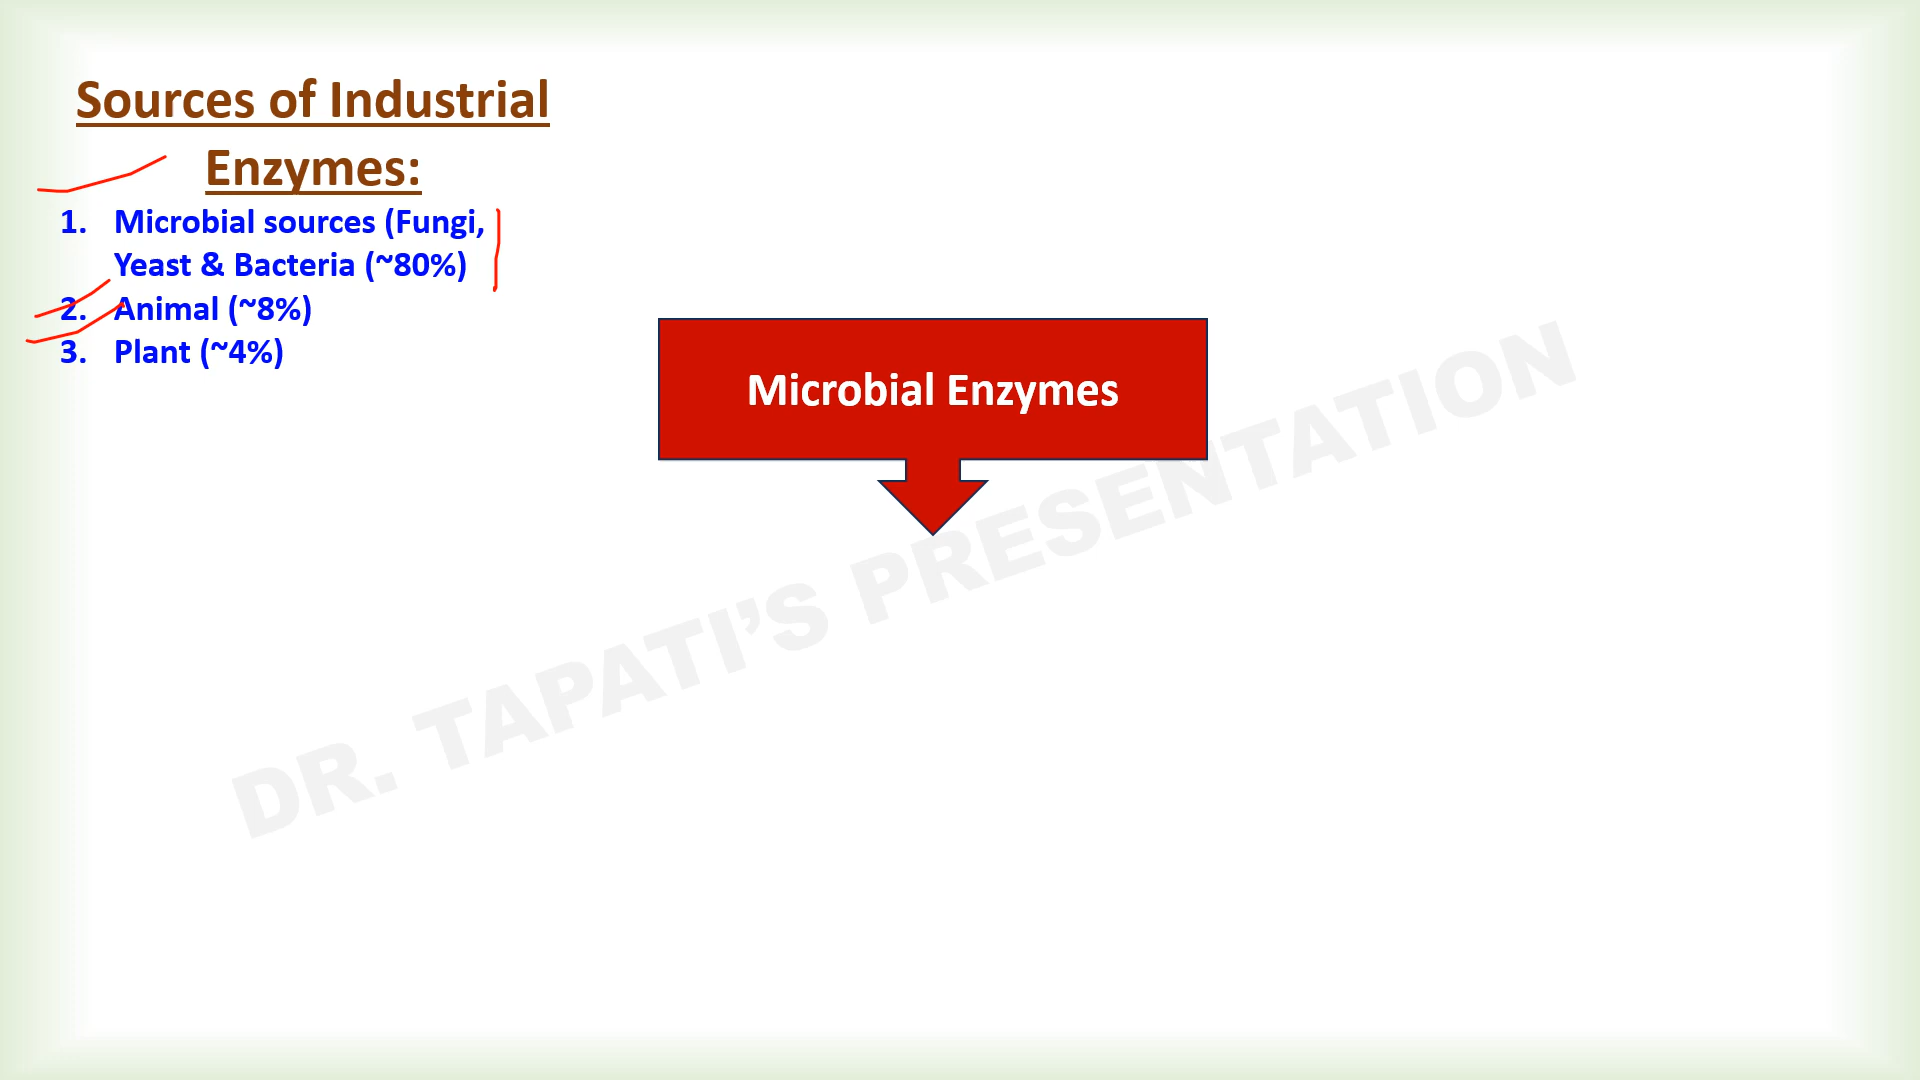 Sources of Industrial
Enzymes:
1. Microbial sources (Fungi,
Yeast & Bacteria (~80%)
2. Animal (~8%)
3. Plant (~4%)
Microbial Enzymes
DR. TAPATI’S PRESENTATION